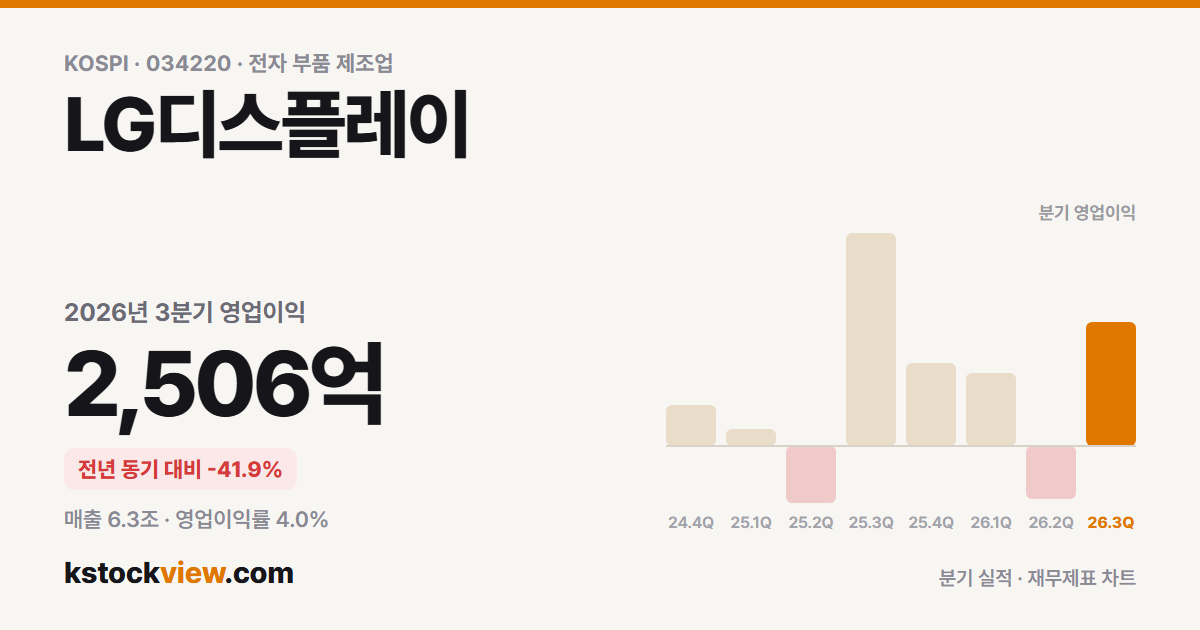 KOSPI · 034220 · 전자 부품 제조업
LG디스플레이
분기 영업이익
2026년 3분기 영업이익
2,506억
전년 동기 대비 -41.9%
매출 6.3조 · 영업이익률 4.0%
24.4Q 25.1Q 25.2Q 25.3Q 25.4Q 26.1Q 26.2Q 26.3Q
kstockview.com
분기 실적 · 재무제표 차트